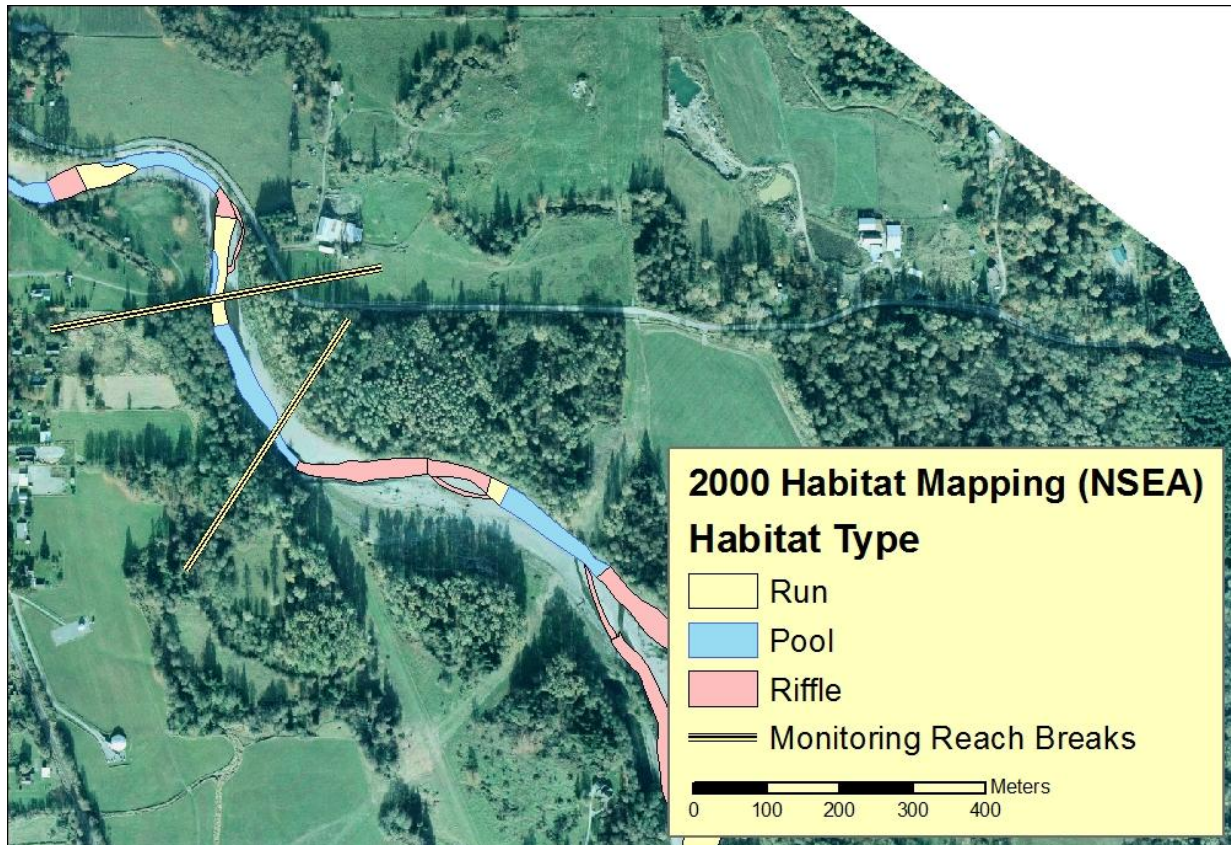 2000 Habitat Mapping (NSEA)
Habitat Type
Run
Pool
Riffle
Monitoring Reach Breaks
Meters
0 100 200 300 400